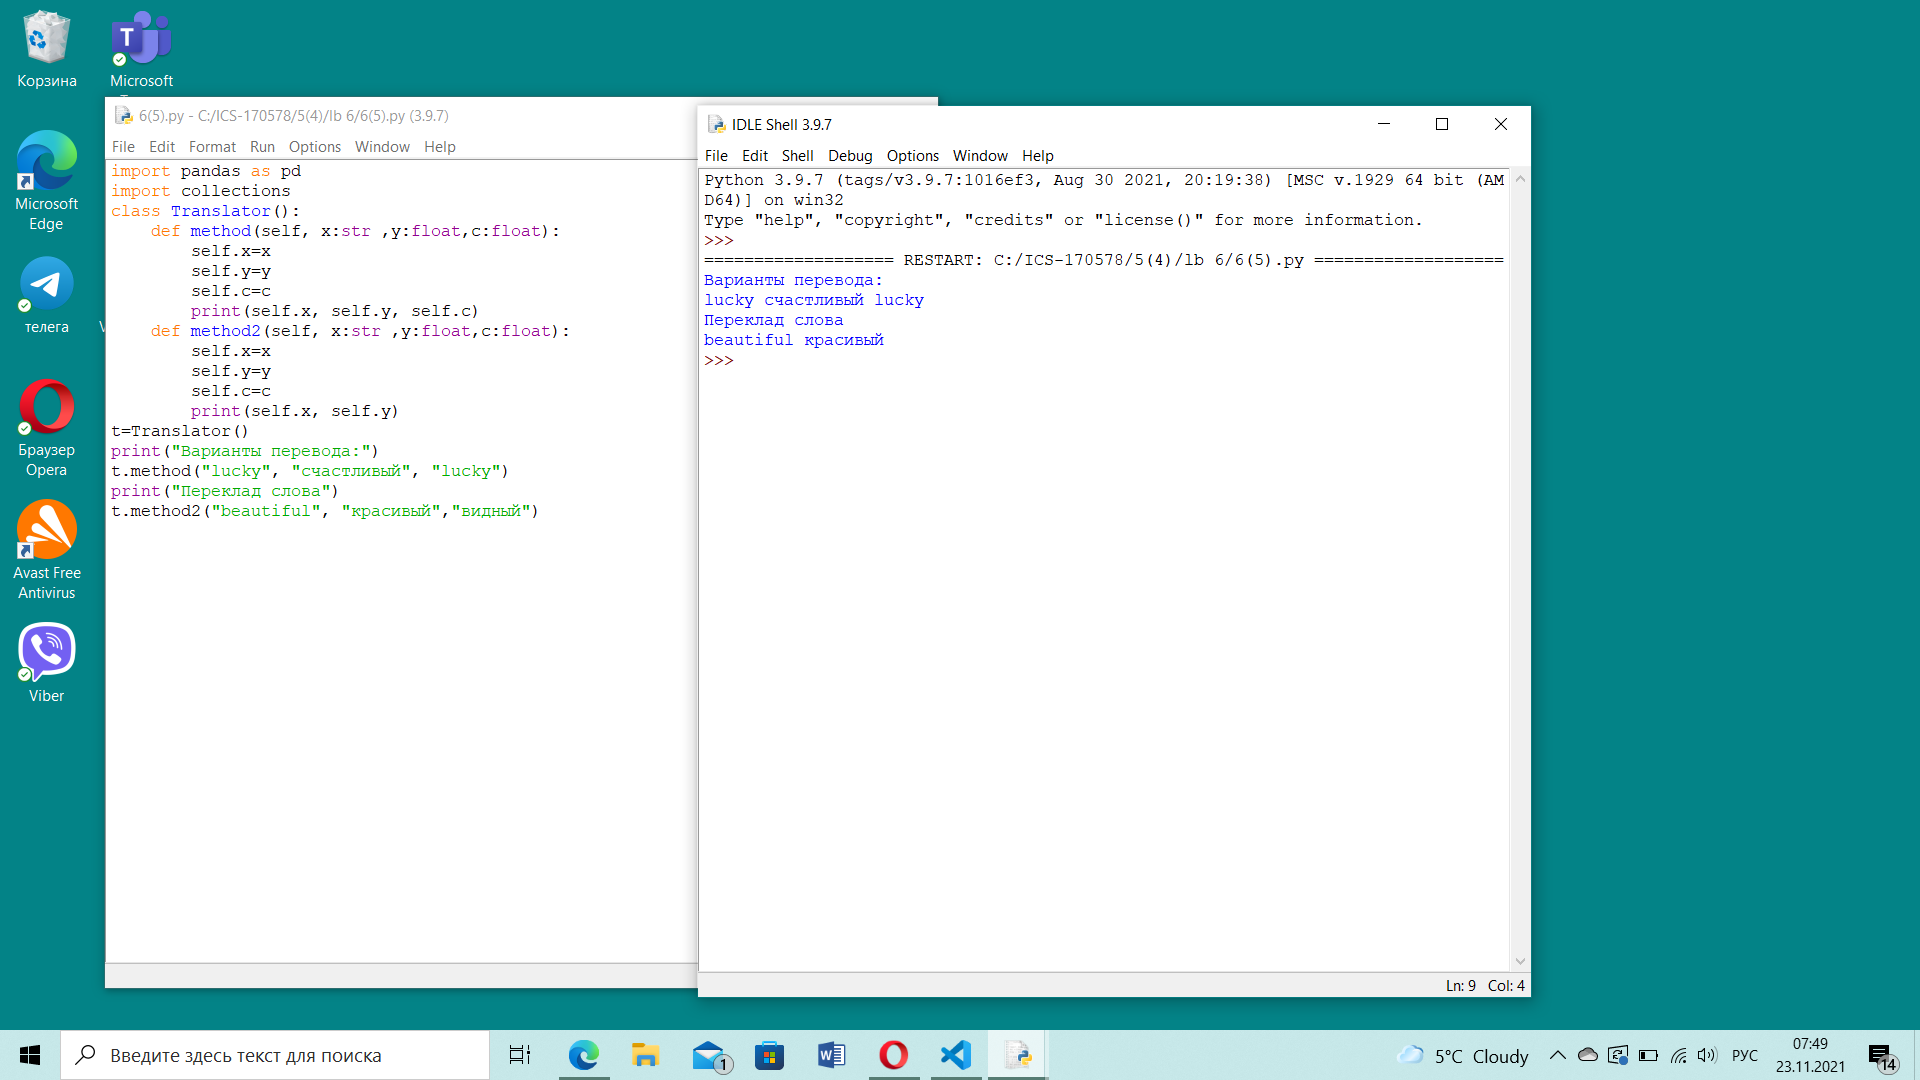 Корзина
Microsoft
Microsoft
Edge
телега
Браузер
Opera
Avast Free
Antivirus
Viber
6(5).py - C:/ICS-170578/5(4)/lb 6/6(5).py (3.9.7)
File Edit Format Run Options Window Help
import pandas as pd
import collections
class Translator():
    def method(self, x:str ,y:float,c:float):
        self.x=x
        self.y=y
        self.c=c
        print(self.x, self.y, self.c)
    def method2(self, x:str ,y:float,c:float):
        self.x=x
        self.y=y
        self.c=c
        print(self.x, self.y)
t=Translator()
print("Варианты перевода:")
t.method("lucky", "счастливый", "lucky")
print("Переклад слова")
t.method2("beautiful", "красивый","видный")
IDLE Shell 3.9.7
File Edit Shell Debug Options Window Help
Python 3.9.7 (tags/v3.9.7:1016ef3, Aug 30 2021, 20:19:38) [MSC v.1929 64 bit (AM
D64)] on win32
Type "help", "copyright", "credits" or "license()" for more information.
>>>
=================== RESTART: C:/ICS-170578/5(4)/lb 6/6(5).py ===================
Варианты перевода:
lucky счастливый lucky
Переклад слова
beautiful красивый
>>>
Ln: 9 Col: 4
Введите здесь текст для поиска
1
5°C Cloudy
РУС
07:49
23.11.2021
14